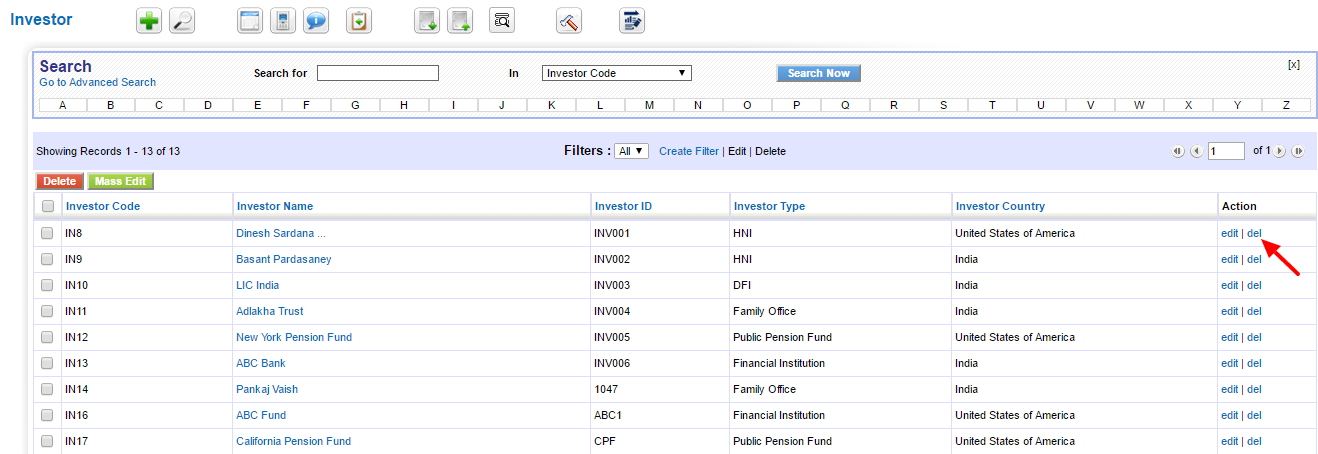 Investor
Search [x]
Go to Advanced Search Search for In Investor Code Search Now
A B C D E F G H I J K L M N O P Q R S T U V W X Y Z
Showing Records 1 - 13 of 13 Filters : All Create Filter | Edit | Delete 1 of 1
Delete Mass Edit
Investor Code Investor Name Investor ID Investor Type Investor Country Action
IN8 Dinesh Sardana ... INV001 HNI United States of America edit | del
IN9 Basant Pardasaney INV002 HNI India edit | del
IN10 LIC India INV003 DFI India edit | del
IN11 Adlakha Trust INV004 Family Office India edit | del
IN12 New York Pension Fund INV005 Public Pension Fund United States of America edit | del
IN13 ABC Bank INV006 Financial Institution India edit | del
IN14 Pankaj Vaish 1047 Family Office India edit | del
IN16 ABC Fund ABC1 Financial Institution United States of America edit | del
IN17 California Pension Fund CPF Public Pension Fund United States of America edit | del